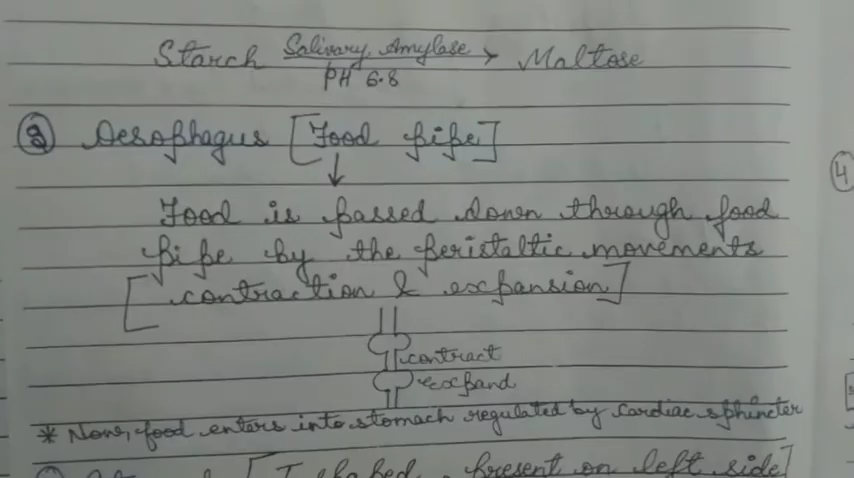 Starch Salivary Amylase → Maltose
pH 6.8
③ Oesophagus [Food pipe]
↓
Food is passed down through food
pipe by the peristaltic movements
[contraction & expansion]
contract
expand
* Now, food enters into stomach regulated by cardiac sphincter
4
present on left side]